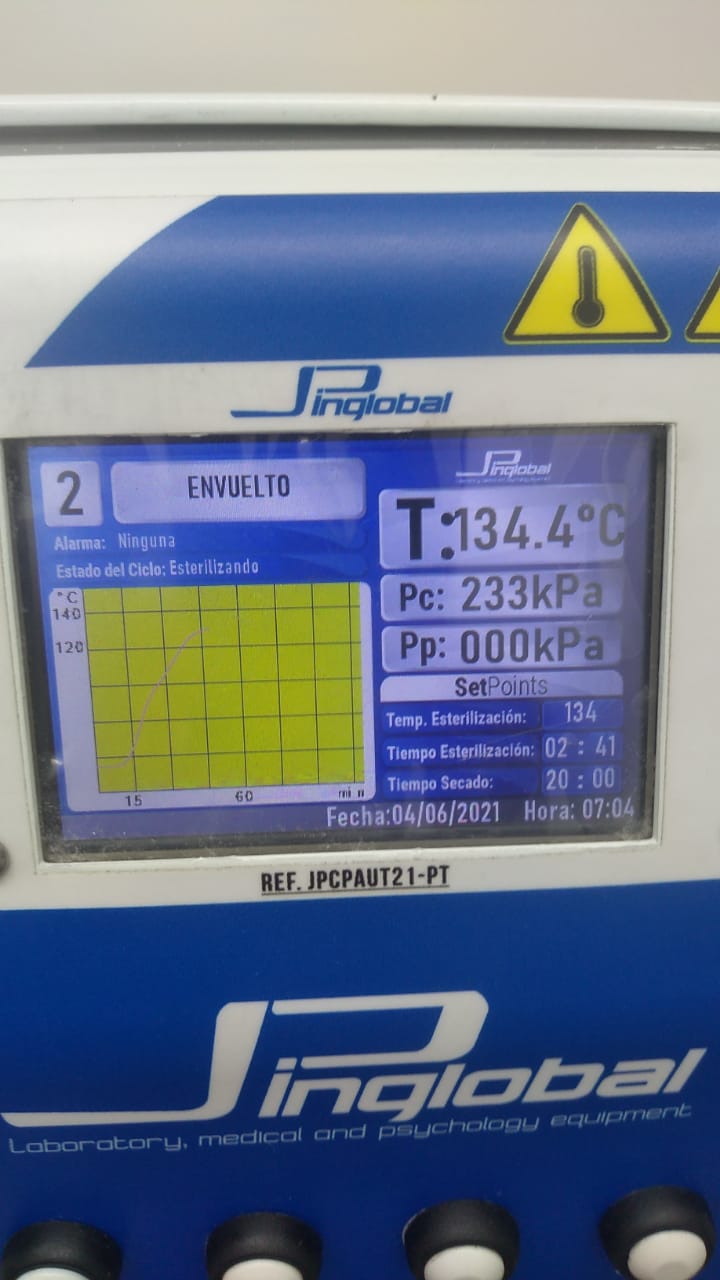 JPinglobal
JPinglobal
2 ENVUELTO
T:134.4°C
Alarma: Ninguna
Estado del Ciclo: Esterilizando
Pc: 233kPa
Pp: 000kPa
°C
140
120
15
60
min
SetPoints
Temp. Esterilización: 134
Tiempo Esterilización: 02 : 41
Tiempo Secado: 20 : 00
Fecha:04/06/2021 Hora: 07:04
REF. JPCPAUT21-PT
JPinglobal
Laboratory, medical and psychology equipment